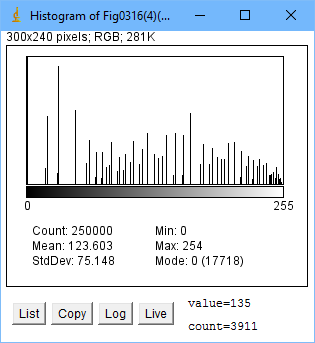 Histogram of Fig0316(4)(...
300x240 pixels; RGB; 281K
0 255
Count: 250000 Min: 0
Mean: 123.603 Max: 254
StdDev: 75.148 Mode: 0 (17718)
List Copy Log Live value=135
count=3911